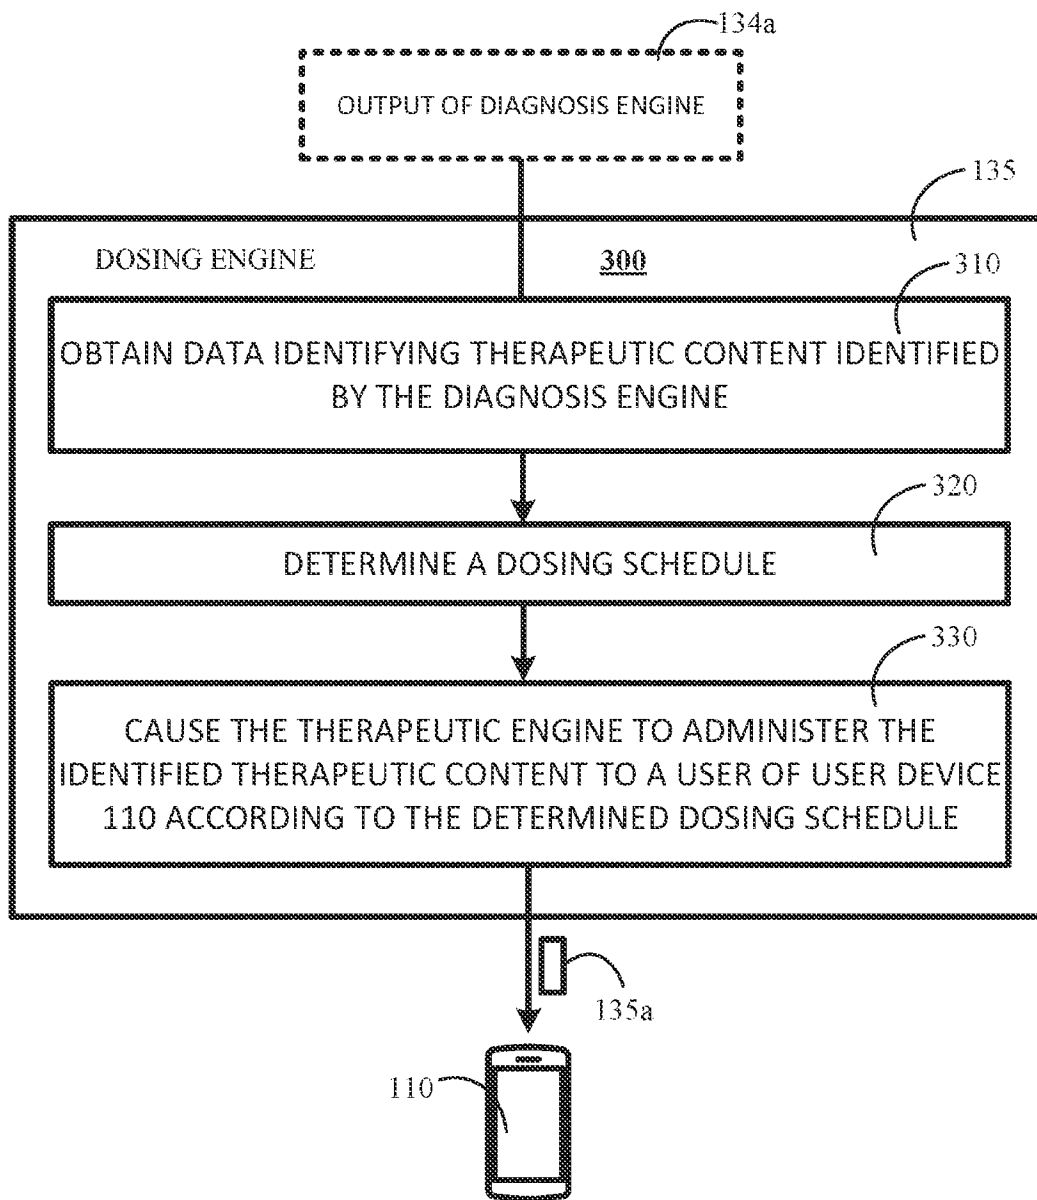 134a
OUTPUT OF DIAGNOSIS ENGINE
135
DOSING ENGINE
300
310
OBTAIN DATA IDENTIFYING THERAPEUTIC CONTENT IDENTIFIED
BY THE DIAGNOSIS ENGINE
320
DETERMINE A DOSING SCHEDULE
330
CAUSE THE THERAPEUTIC ENGINE TO ADMINISTER THE
IDENTIFIED THERAPEUTIC CONTENT TO A USER OF USER DEVICE
110 ACCORDING TO THE DETERMINED DOSING SCHEDULE
135a
110